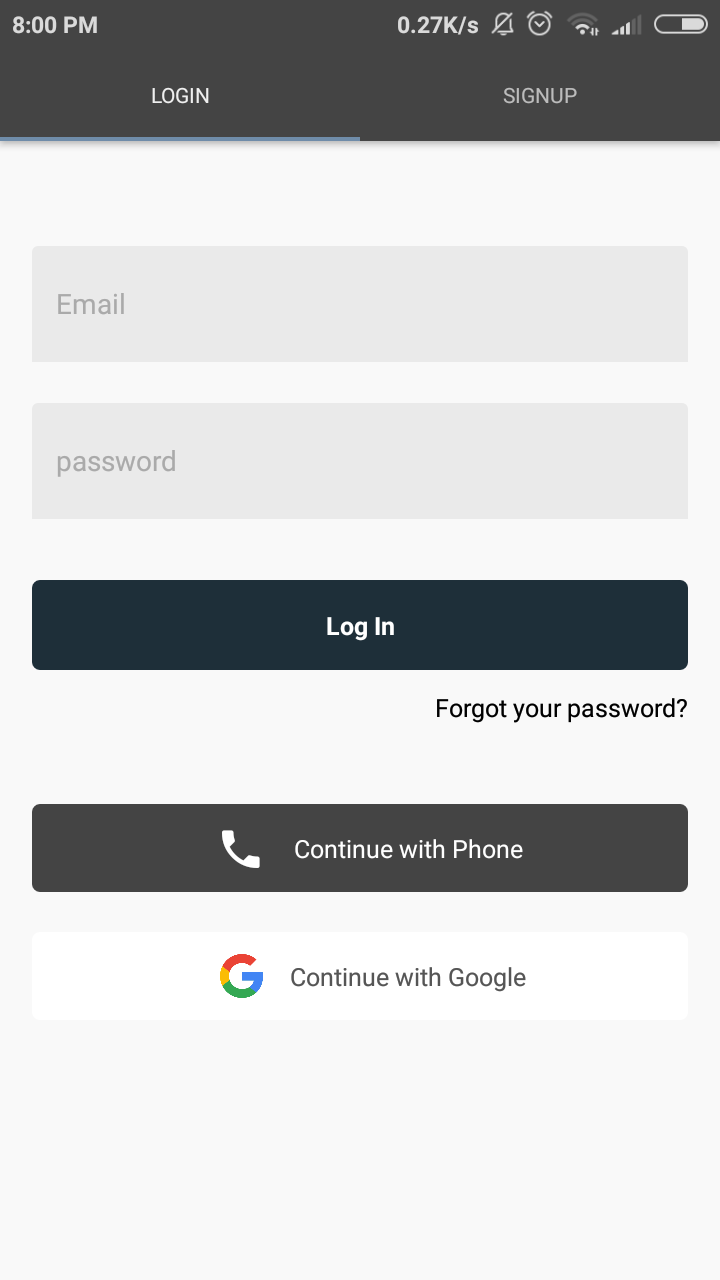 8:00 PM 0.27K/s
LOGIN SIGNUP
Email
password
Log In
Forgot your password?
Continue with Phone
Continue with Google